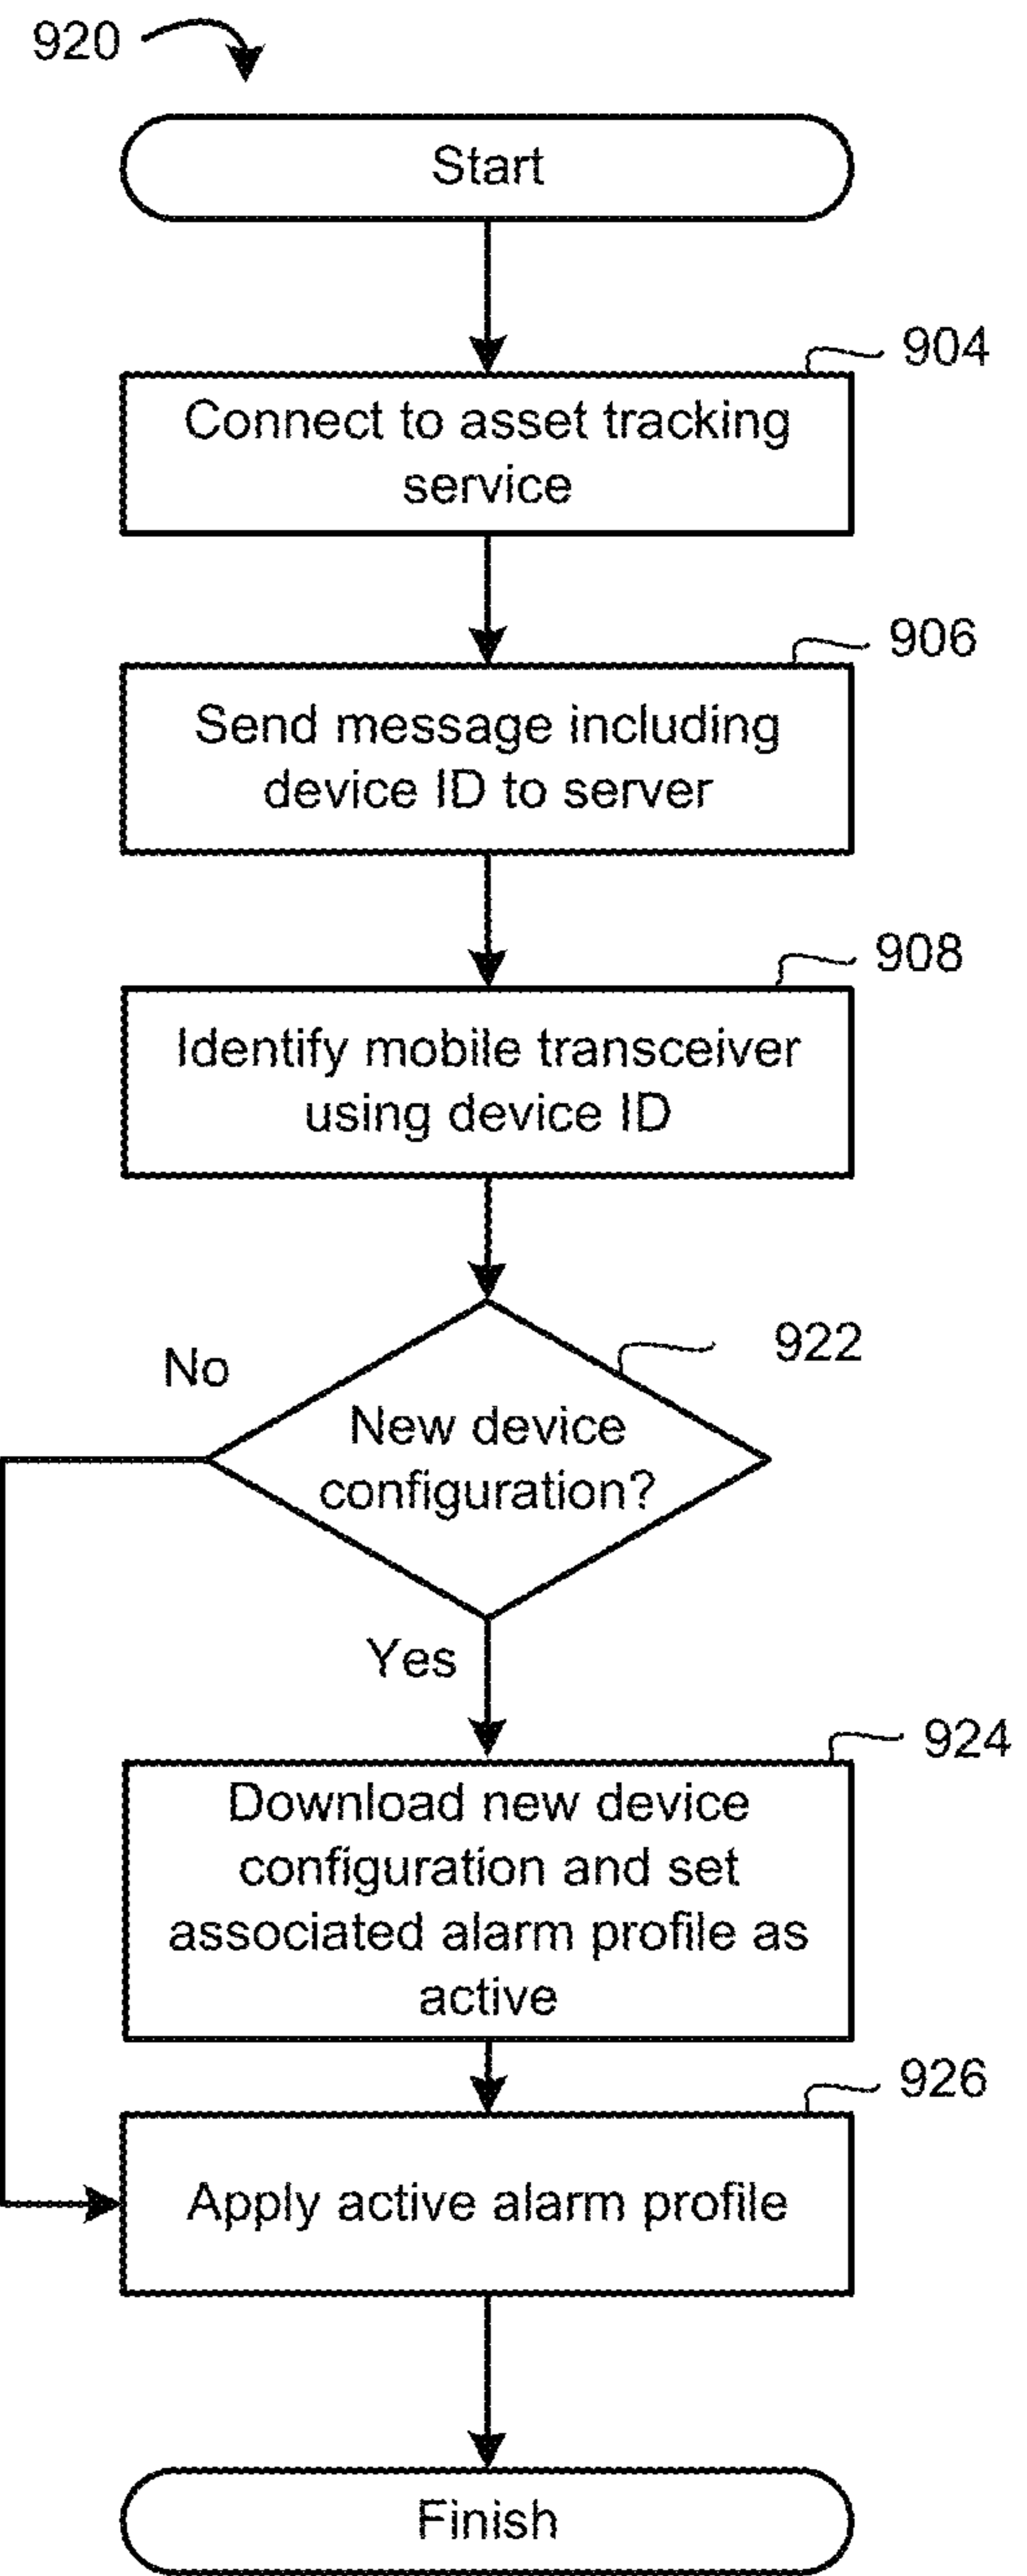 920
Start
904
Connect to asset tracking
service
906
Send message including
device ID to server
908
Identify mobile transceiver
using device ID
922
No
New device
configuration?
Yes
924
Download new device
configuration and set
associated alarm profile as
active
926
Apply active alarm profile
Finish